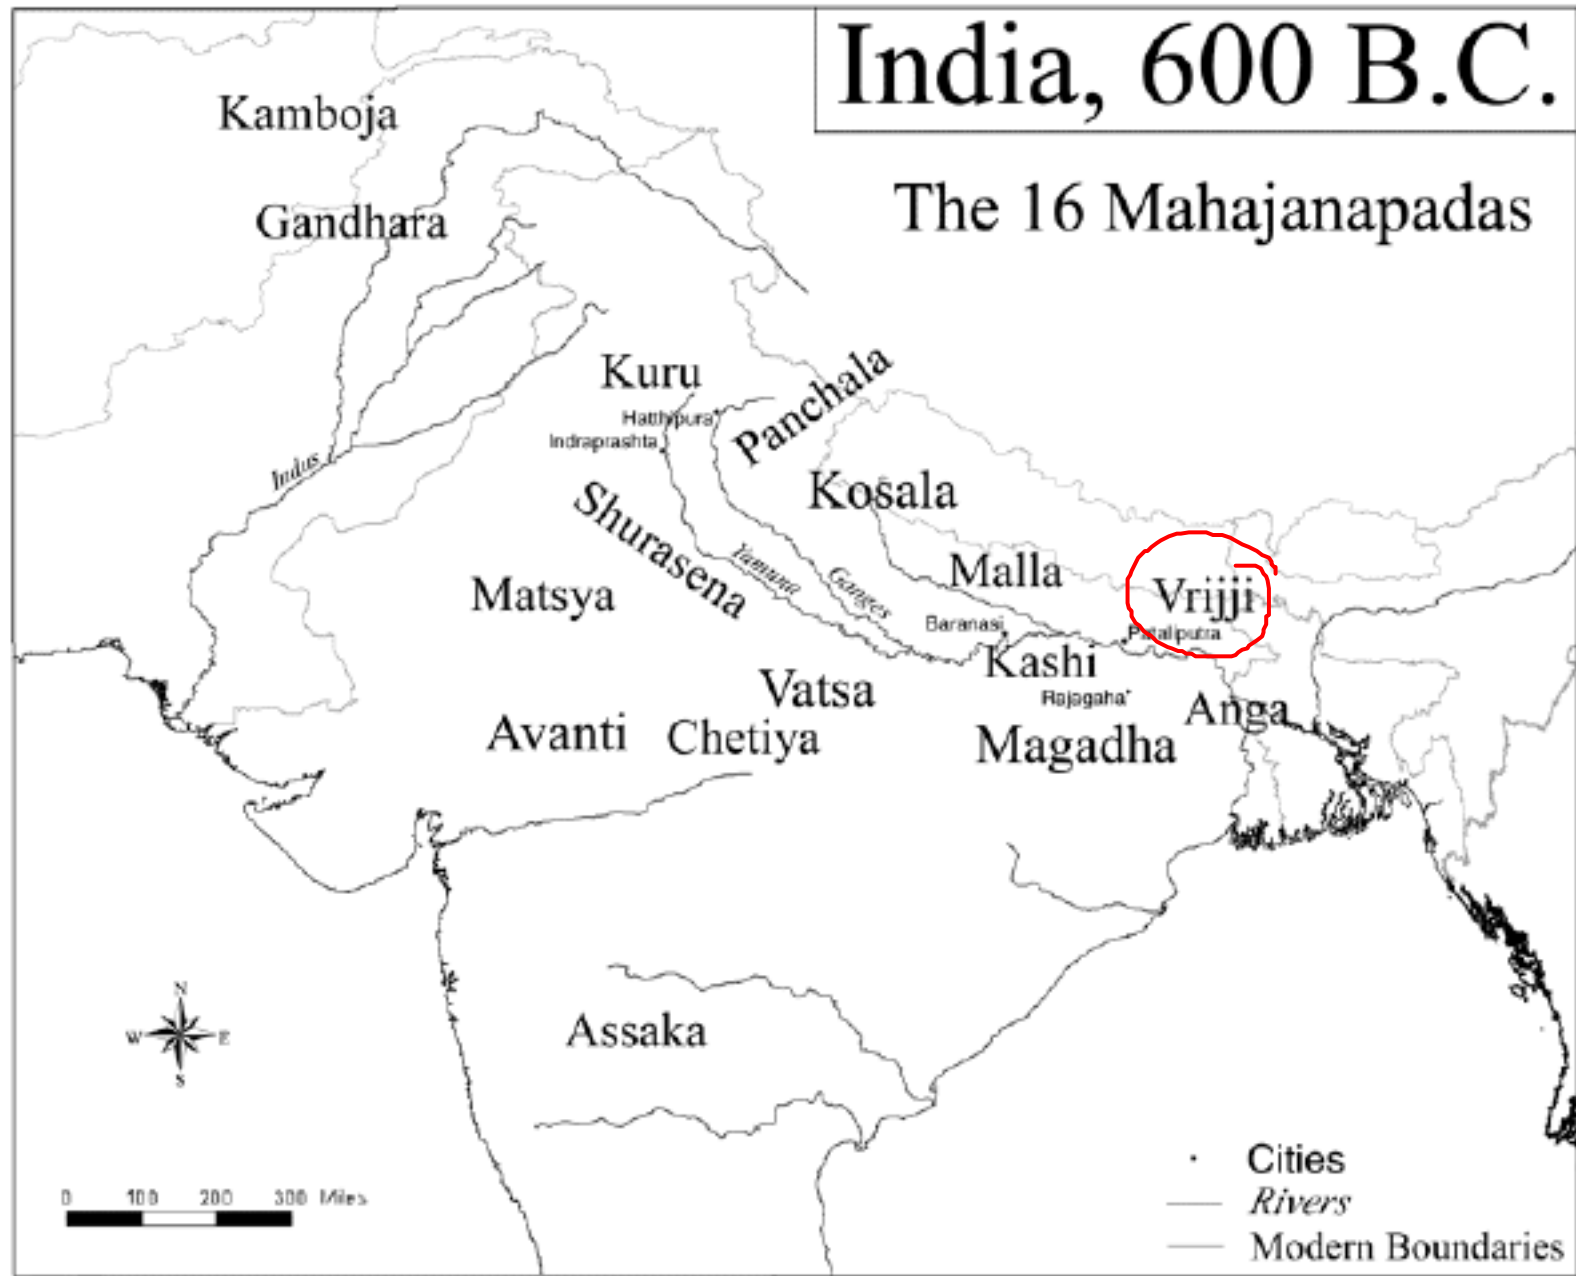 India, 600 B.C.
The 16 Mahajanapadas
Kamboja
Gandhara
Kuru
Panchala
Hatthipura
Indraprashta
Indus
Kosala
Shurasena
Yamuna
Ganges
Malla
Vrijji
Matsya
Baranasi
Pataliputra
Kashi
Vatsa
Rajagaha
Anga
Avanti
Chetiya
Magadha
Assaka
N
W
E
S
0 100 200 300 Miles
Cities
Rivers
Modern Boundaries